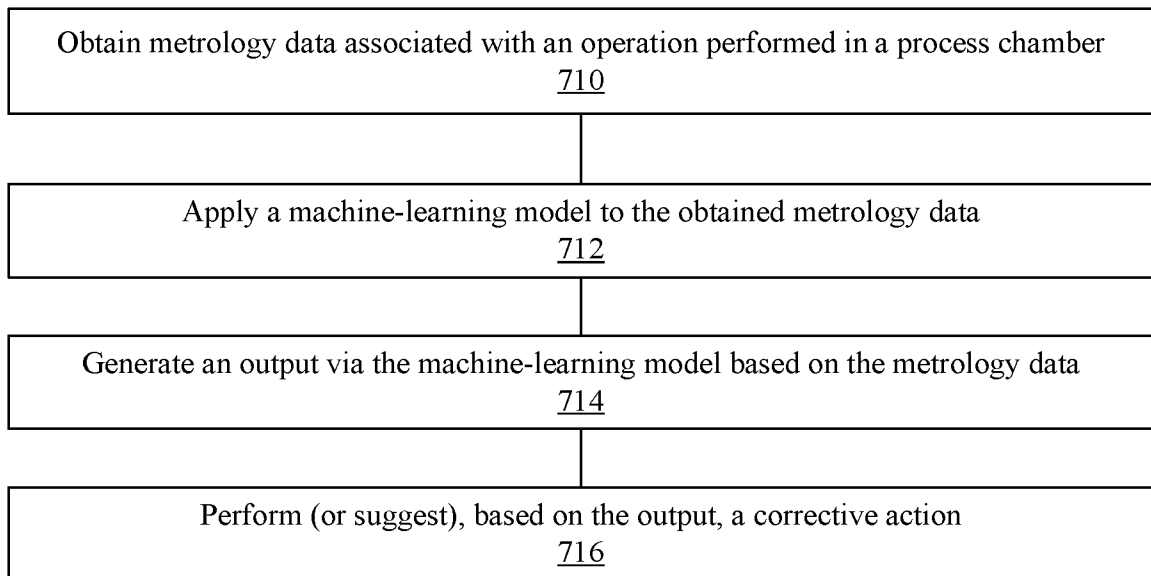 Obtain metrology data associated with an operation performed in a process chamber
710
Apply a machine-learning model to the obtained metrology data
712
Generate an output via the machine-learning model based on the metrology data
714
Perform (or suggest), based on the output, a corrective action
716